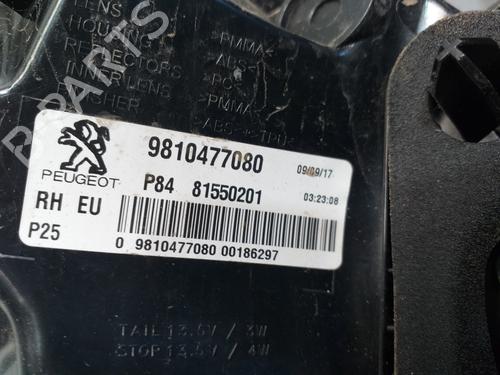 LENS >PMMA<
HOUSING >ABS<
REFLECTORS >PC<
INNER LENS >PMMA<
PEUGEOT
9810477080 09/09/17
P84 81550201 03:23:08
RH EU
P25
0 9810477080 00186297
TAIL 13.5V / 3W
STOP 13.5V / 4W
PARTS